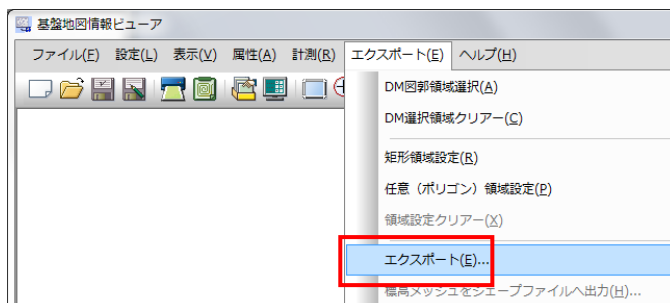 基盤地図情報ビューア
ファイル(F) 設定(L) 表示(V) 属性(A) 計測(R) エクスポート(E) ヘルプ(H)
DM図郭領域選択(A)
DM選択領域クリアー(C)
矩形領域設定(R)
任意（ポリゴン）領域設定(P)
領域設定クリアー(X)
エクスポート(E)...
標高メッシュをシェープファイルへ出力(H)...